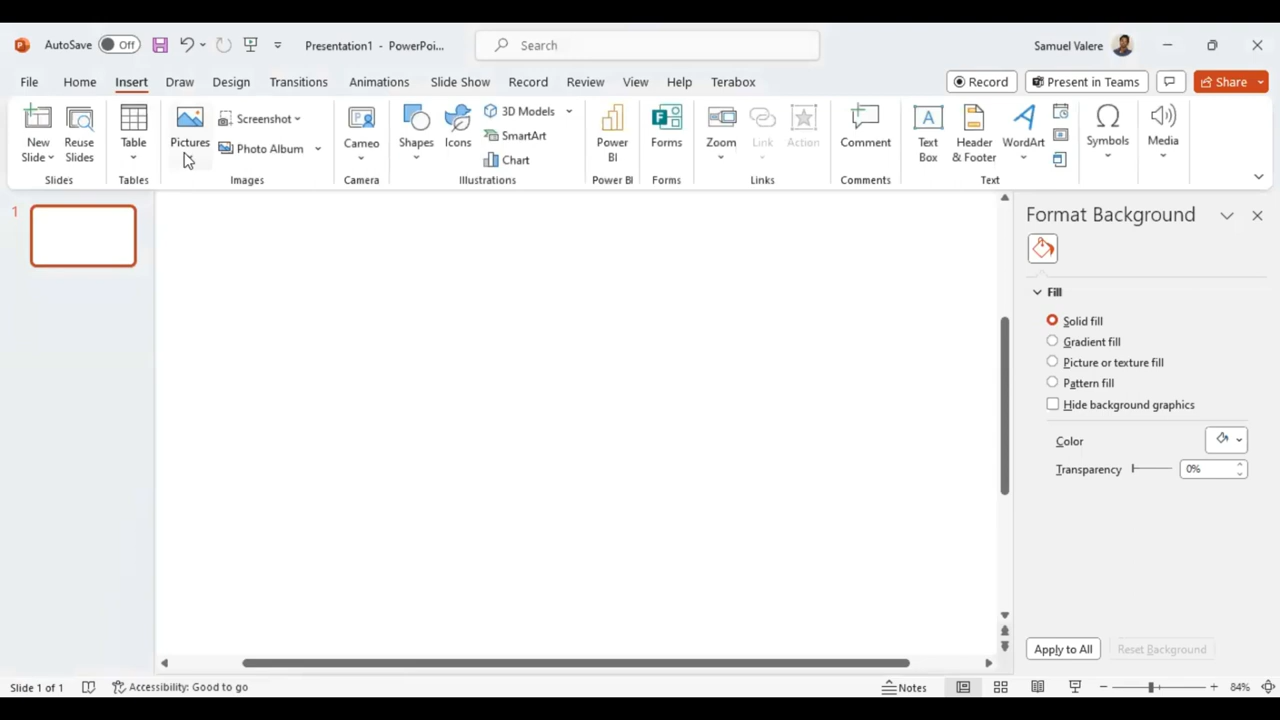 AutoSave Off Presentation1 - PowerPoi... Search Samuel Valere
File Home Insert Draw Design Transitions Animations Slide Show Record Review View Help Terabox Record Present in Teams Share
New Slide
Reuse Slides
Table
Pictures
Screenshot
Photo Album
Cameo
Shapes
Icons
3D Models
SmartArt
Chart
Power BI
Forms
Zoom
Link
Action
Comment
Text Box
Header & Footer
WordArt
Symbols
Media
Slides Tables Images Camera Illustrations Power BI Forms Links Comments Text
1
Format Background
Fill
Solid fill
Gradient fill
Picture or texture fill
Pattern fill
Hide background graphics
Color
Transparency 0%
Apply to All Reset Background
Slide 1 of 1 Accessibility: Good to go Notes 84%